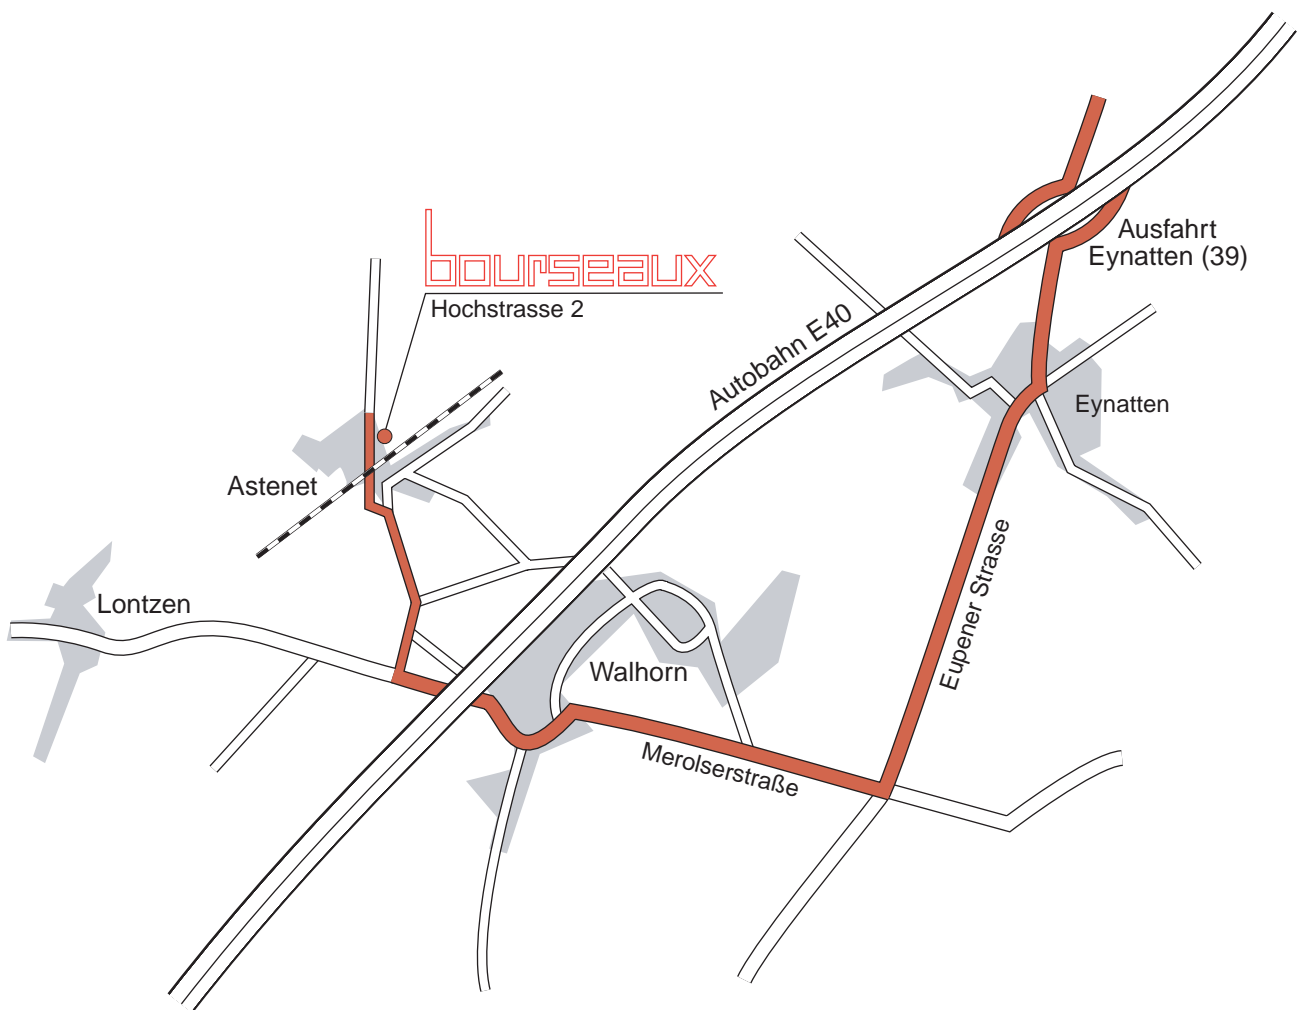 bourseaux
Hochstrasse 2
Ausfahrt
Eynatten (39)
Autobahn E40
Eynatten
Astenet
Eupener Strasse
Lontzen
Walhorn
Merolserstraße